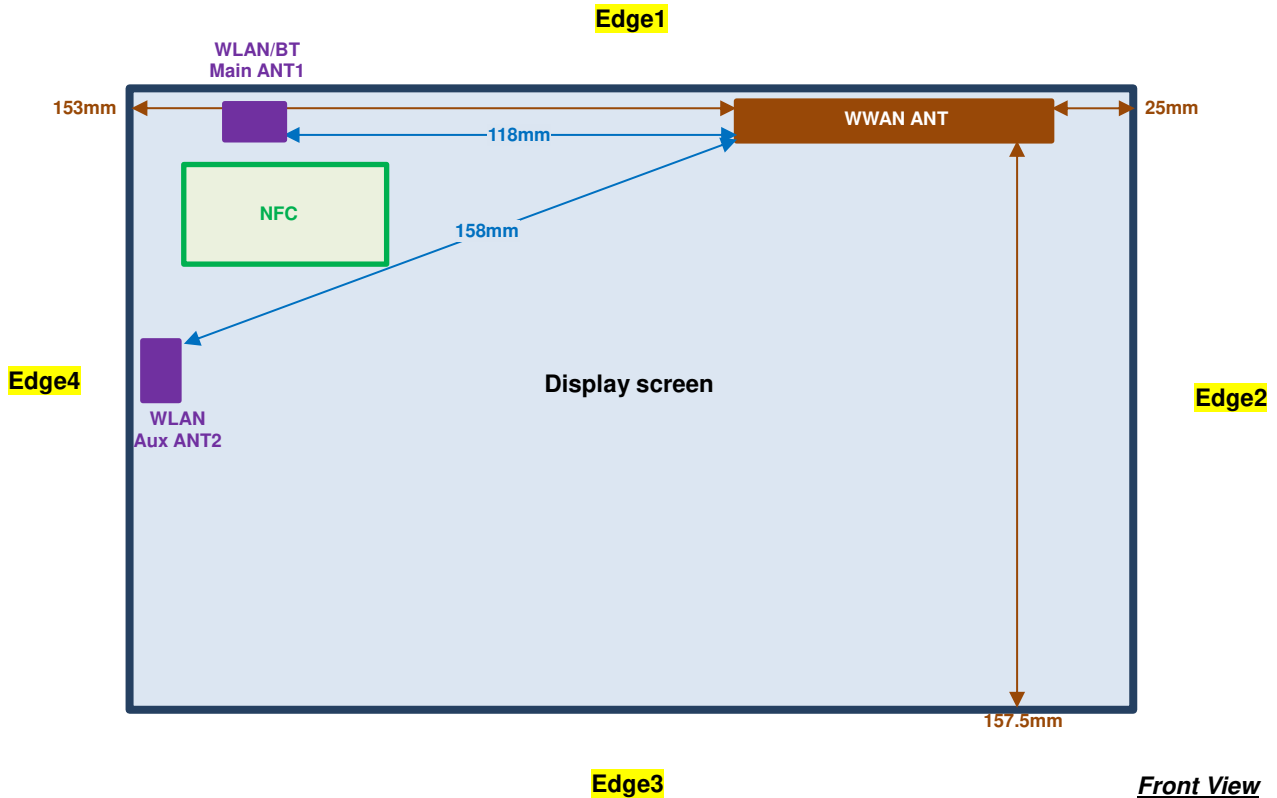 Edge1
WLAN/BT
Main ANT1
153mm
WWAN ANT
25mm
118mm
NFC
158mm
Edge4
Display screen
Edge2
WLAN
Aux ANT2
157.5mm
Edge3
Front View